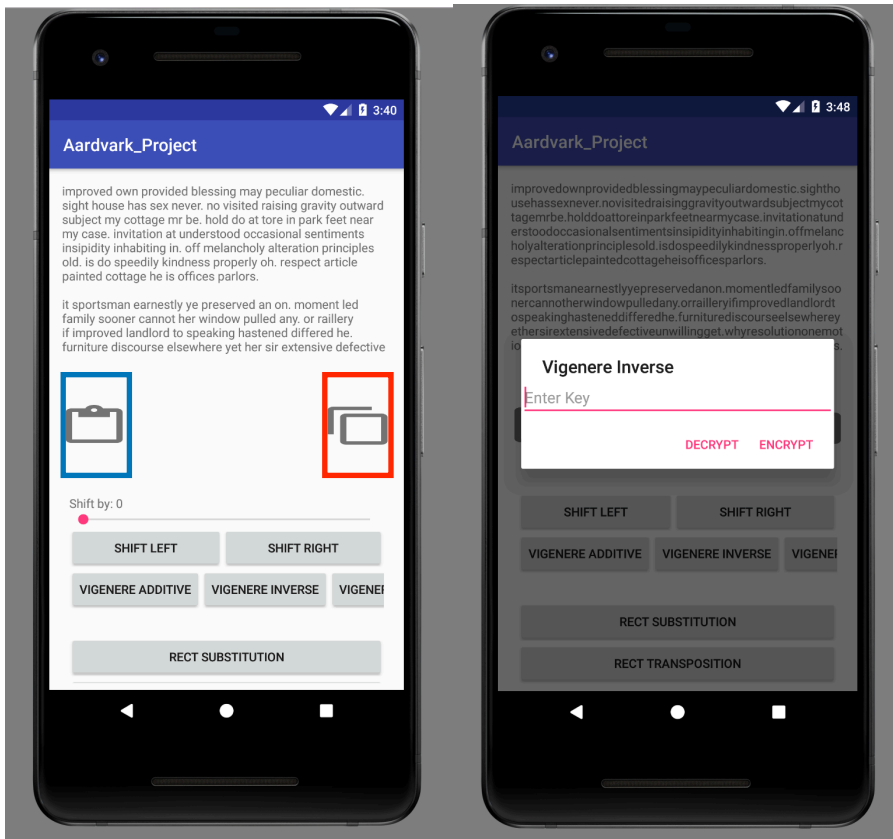 3:40
Aardvark_Project
improved own provided blessing may peculiar domestic.
sight house has sex never. no visited raising gravity outward
subject my cottage mr be. hold do at tore in park feet near
my case. invitation at understood occasional sentiments
insipidity inhabiting in. off melancholy alteration principles
old. is do speedily kindness properly oh. respect article
painted cottage he is offices parlors.
it sportsman earnestly ye preserved an on. moment led
family sooner cannot her window pulled any. or raillery
if improved landlord to speaking hastened differed he.
furniture discourse elsewhere yet her sir extensive defective
Shift by: 0
SHIFT LEFT
SHIFT RIGHT
VIGENERE ADDITIVE
VIGENERE INVERSE
VIGENE
RECT SUBSTITUTION
3:48
Aardvark_Project
improvedownprovidedblessingmaypeculiardomestic.sightho
usehassexnever.novisitedraisinggravityoutwardsubjectmycot
tagemrbe.holddoattoreinparkfeetnearmycase.invitationatund
erstoodoccasionalsentimentsinsipidityinhabitingin.offmelanc
holyalterationprinciplesold.isdospeedilykindnessproperlyoh.r
espectarticlepaintedcottageheisofficesparlors.
itsportsmanearnestlyyepreservedanon.momentledfamilysoo
nercannotherwindowpulledany.orrailleryifimprovedlandlordt
ospeakinghasteneddifferedhe.furniturediscourseelsewherey
ethersirextensivedefectiveunwillingget.whyresolutiononemot
Vigenere Inverse
Enter Key
DECRYPT
ENCRYPT
SHIFT LEFT
SHIFT RIGHT
VIGENERE ADDITIVE
VIGENERE INVERSE
VIGENE
RECT SUBSTITUTION
RECT TRANSPOSITION